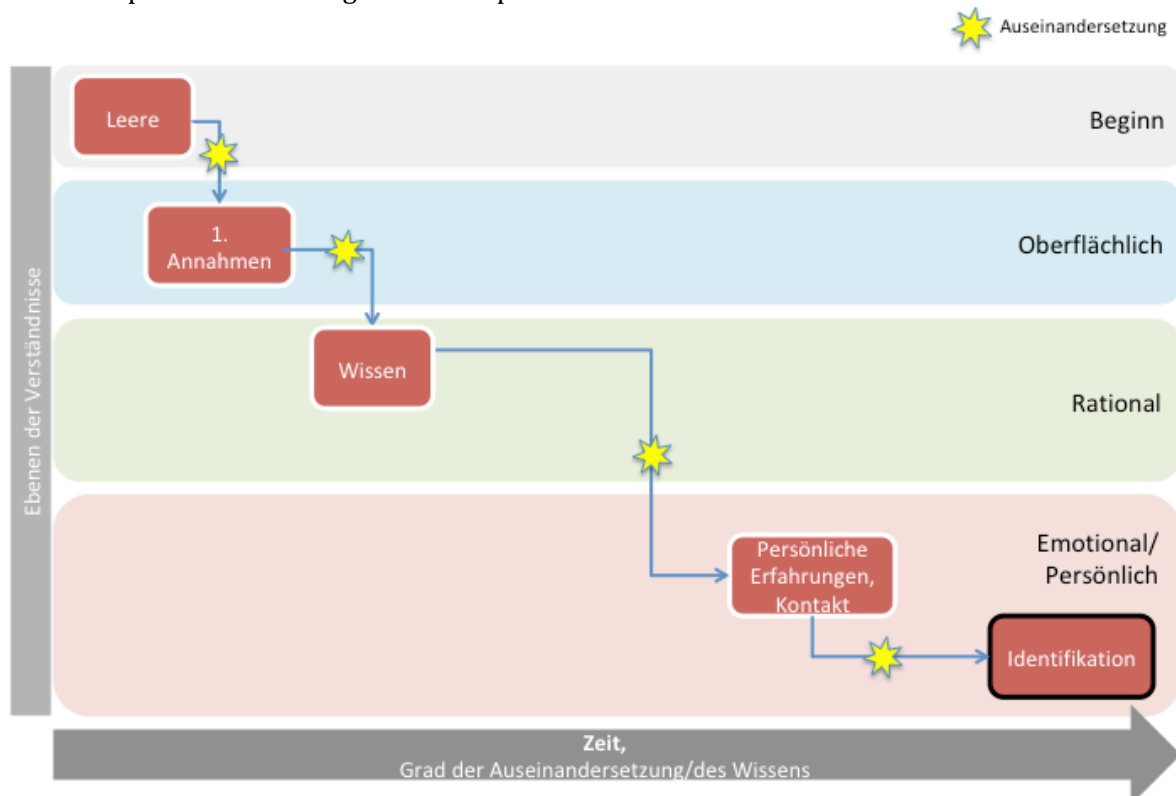 Auseinandersetzung
Leere
Beginn
1.
Annahmen
Oberflächlich
Wissen
Rational
Ebenen der Verständnisse
Persönliche
Erfahrungen,
Kontakt
Emotional/
Persönlich
Identifikation
Zeit,
Grad der Auseinandersetzung/des Wissens